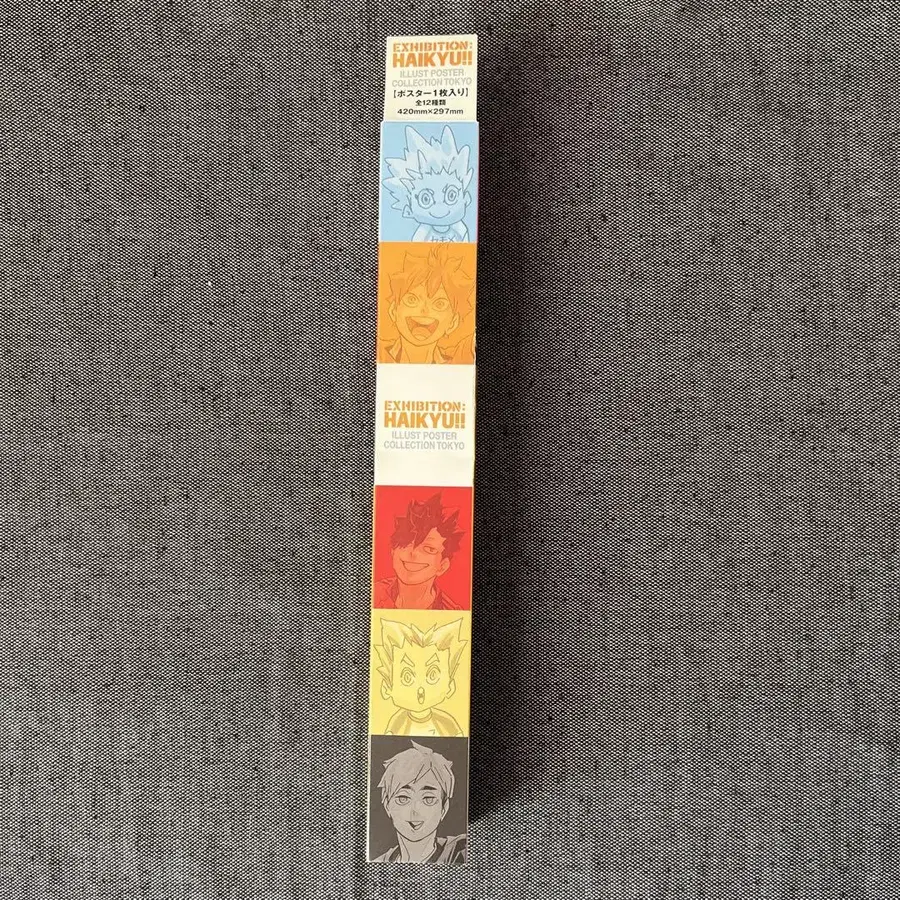 EXHIBITION:
HAIKYU!!
ILLUST POSTER
COLLECTION TOKYO
【ポスター1枚入り】
全12種類
420mm×297mm
EXHIBITION:
HAIKYU!!
ILLUST POSTER
COLLECTION TOKYO